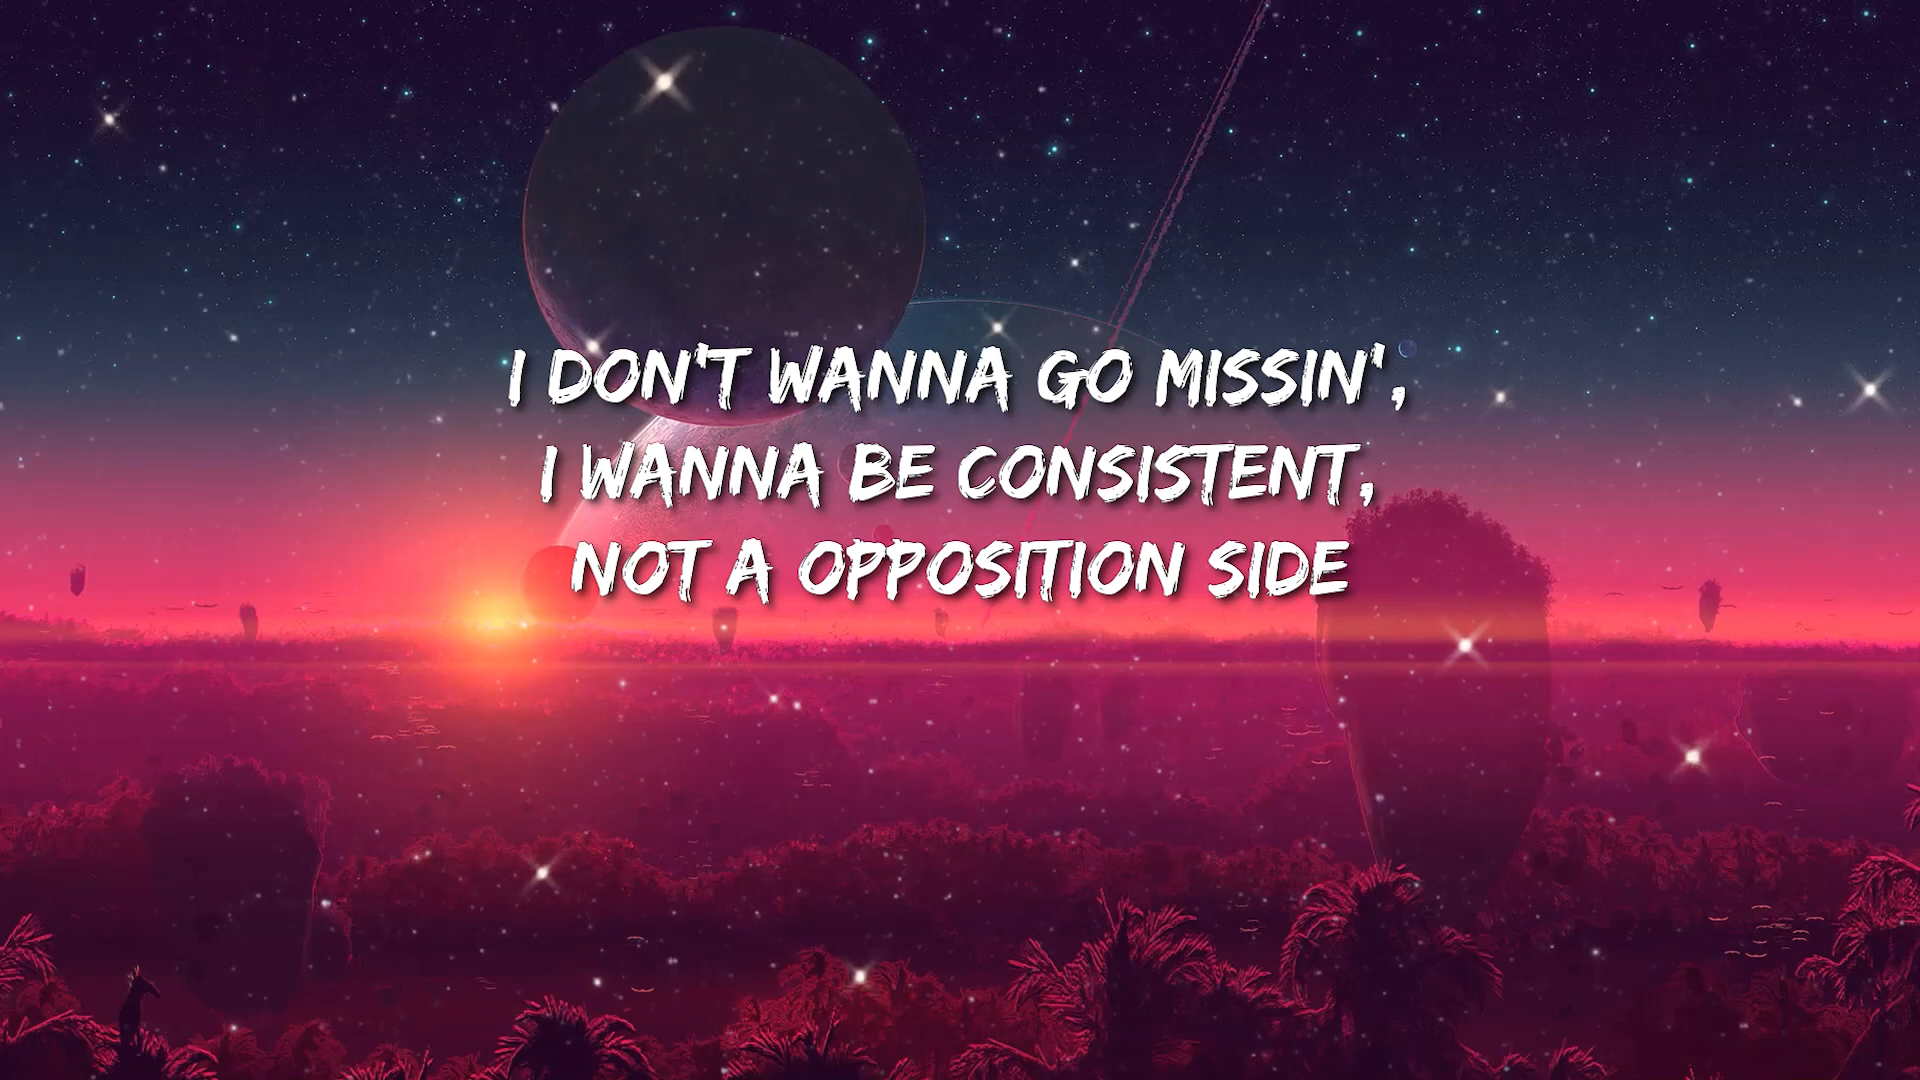 I DON'T WANNA GO MISSIN',
I WANNA BE CONSISTENT,
NOT A OPPOSITION SIDE